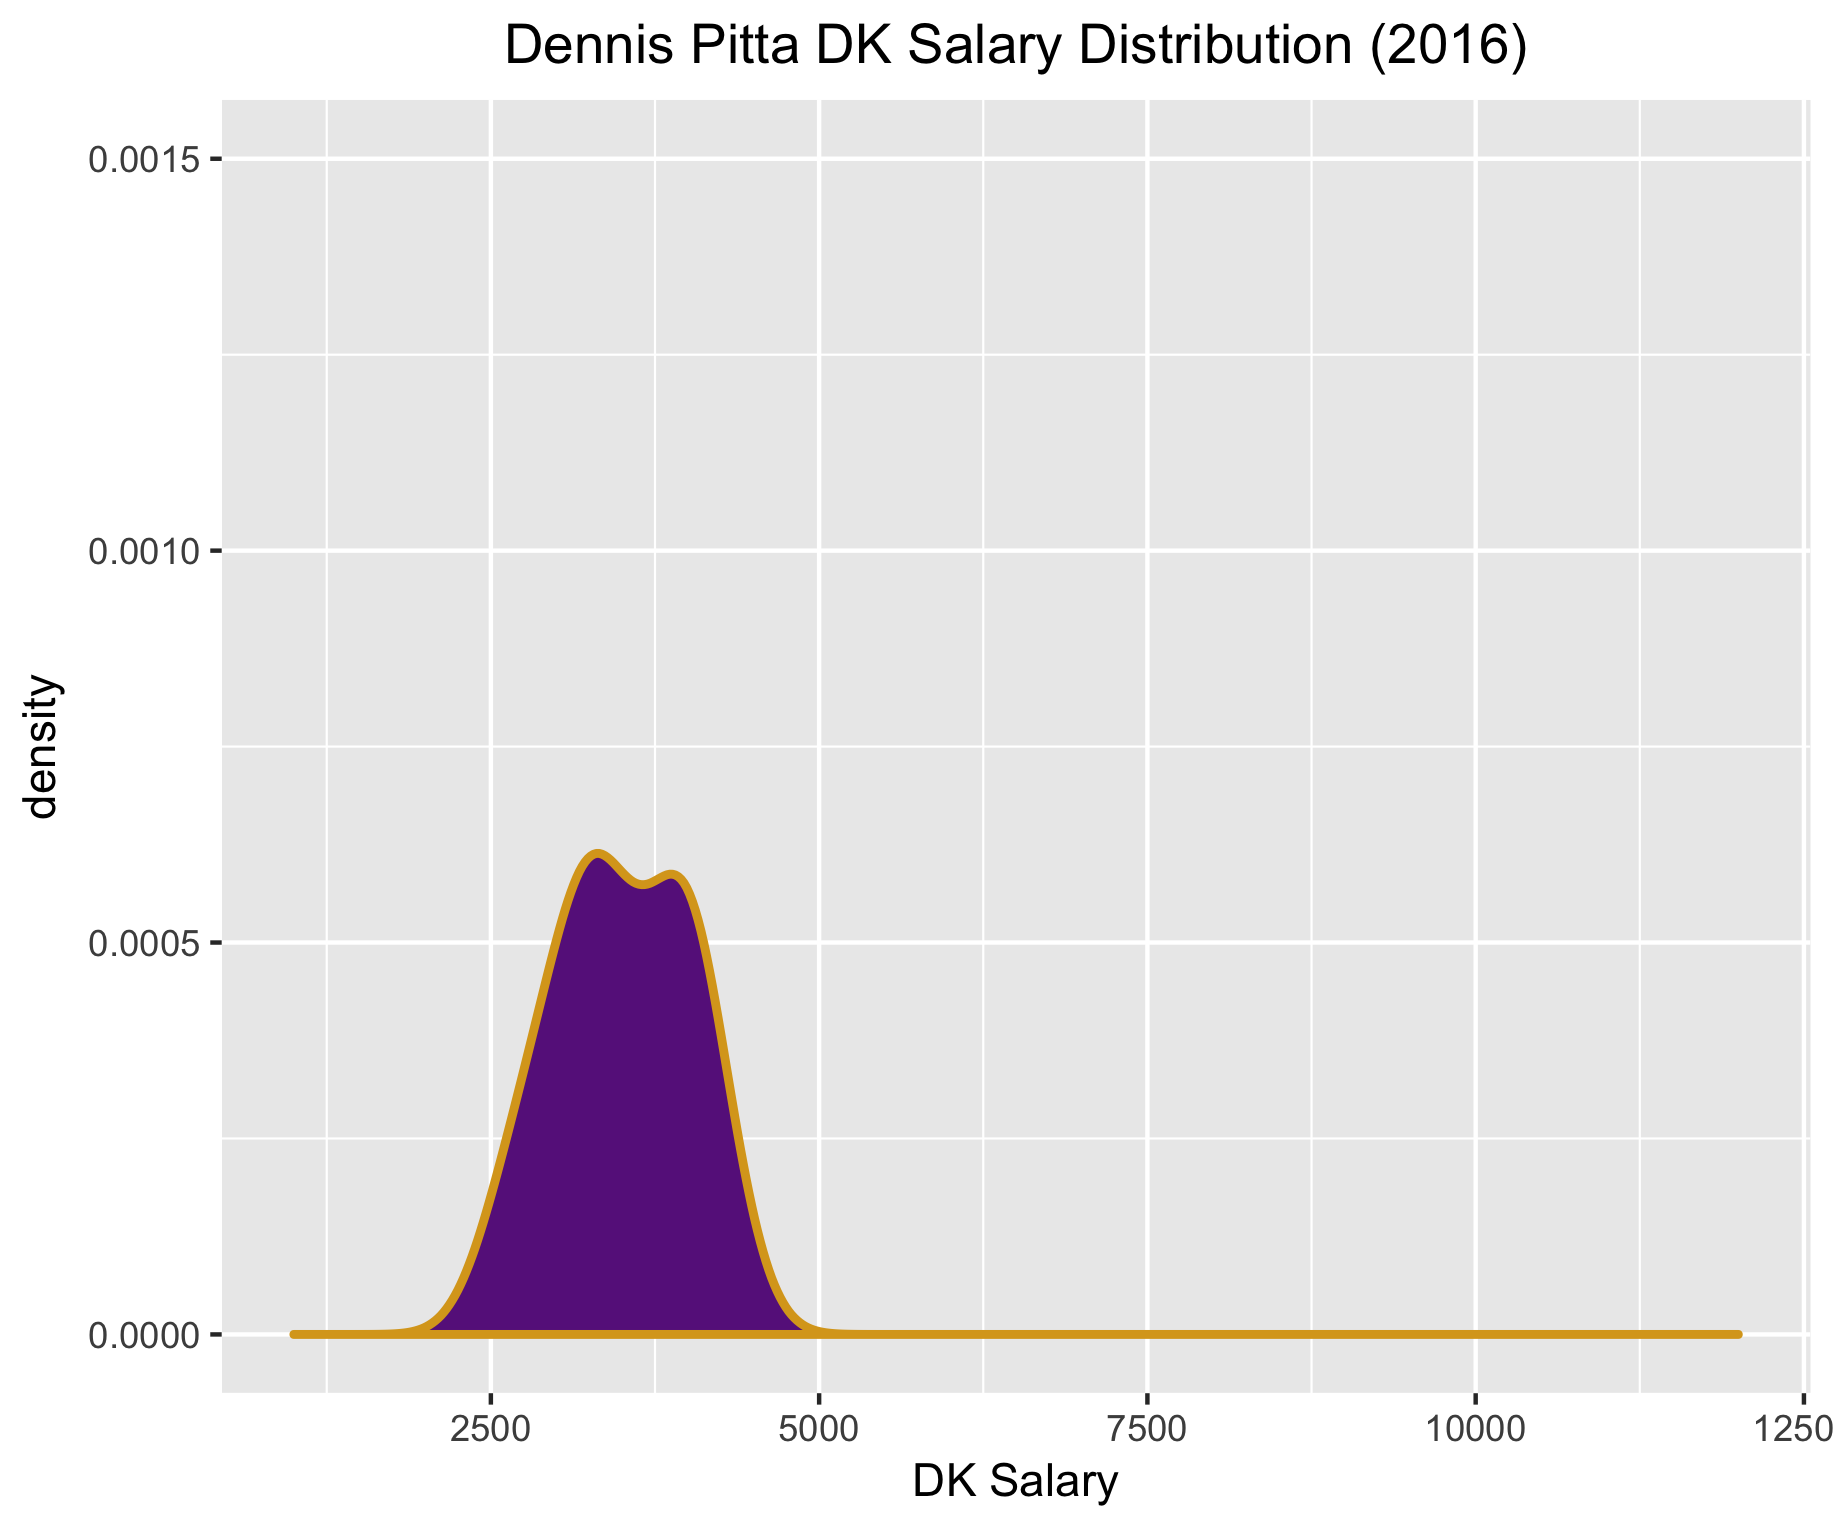 Dennis Pitta DK Salary Distribution (2016)
0.0015
0.0010
0.0005
0.0000
density
2500 5000 7500 10000 1250
DK Salary